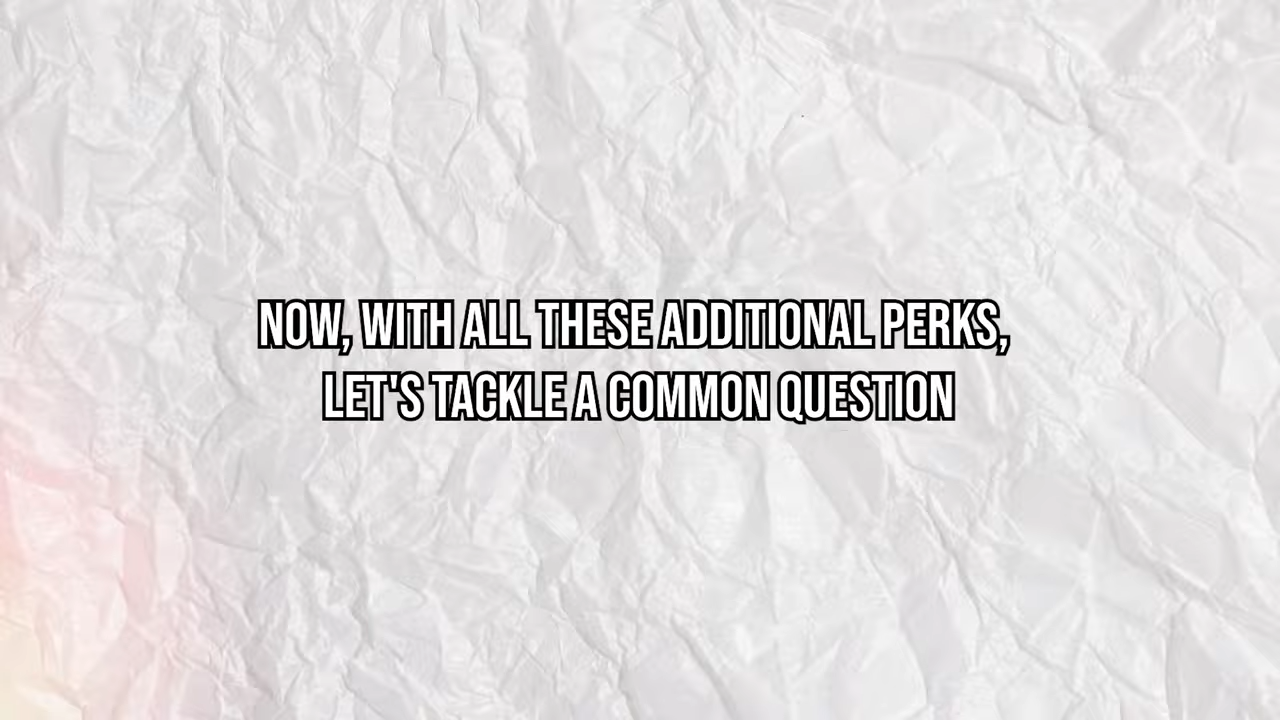 NOW, WITH ALL THESE ADDITIONAL PERKS,
LET'S TACKLE A COMMON QUESTION